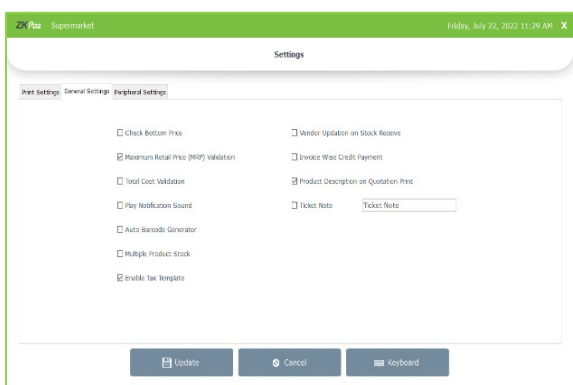 ZKPos Supermarket Friday, July 22, 2022 11:29 AM X
Settings
Print Settings General Settings Peripheral Settings
Check Bottom Price
Vender Updation on Stock Receive
Maximum Retail Price (MRP) Validation
Invoice Wise Credit Payment
Total Cost Validation
Product Description on Quotation Print
Play Notification Sound
Ticket Note Ticket Note
Auto Barcode Generator
Multiple Product Stock
Enable Tax Template
Update Cancel Keyboard